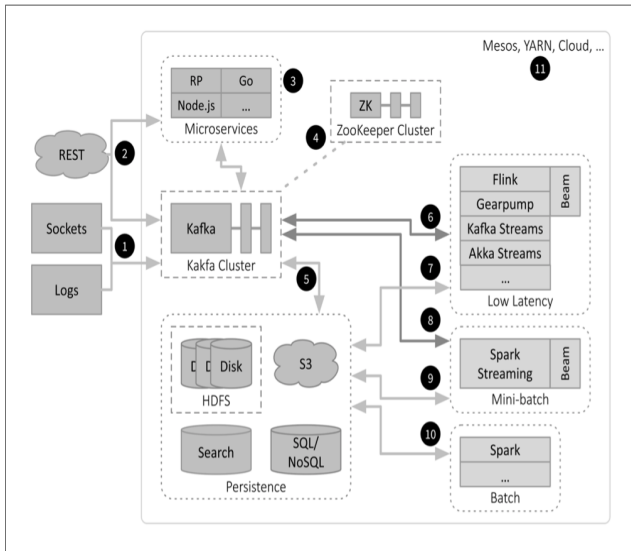 Mesos, YARN, Cloud, ...
11
RP
Go
3
Node.js
...
Microservices
ZK
4
ZooKeeper Cluster
REST
2
Sockets
1
Logs
Kafka
Kakfa Cluster
5
6
7
8
9
10
Flink
Gearpump
Beam
Kafka Streams
Akka Streams
...
Low Latency
Spark
Streaming
Beam
Mini-batch
Spark
...
Batch
D
D
Disk
HDFS
S3
Search
SQL/
NoSQL
Persistence